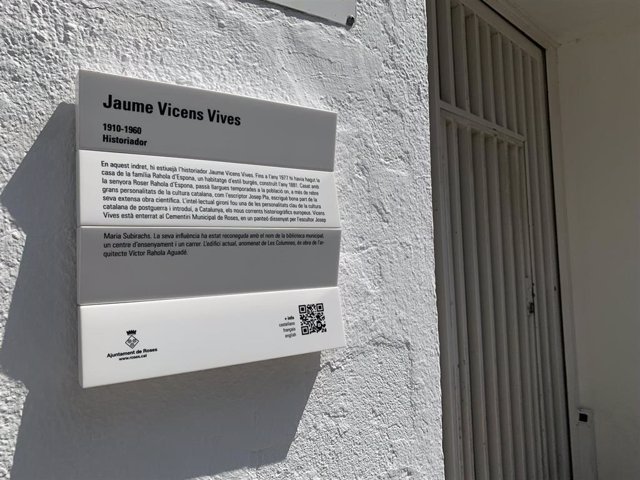 Jaume Vicens Vives
1910-1960
Historiador
En aquest indret, hi estiuejà l'historiador Jaume Vicens Vives. Fins a l'any 1977 hi havia hagut la
casa de la família Rahola d'Espona, un habitatge d'estil burgès, construït l'any 1881. Casat amb
la senyora Roser Rahola d'Espona, passà llargues temporades a la població on, a més de rebre
grans personalitats de la cultura catalana, com l'escriptor Josep Pla, escrigué bona part de la
seva extensa obra científica. L'intel·lectual gironí fou una de les personalitats clau de la cultura
catalana de postguerra i introduí, a Catalunya, els nous corrents historiogràfics europeus. Vicens
Vives està enterrat al Cementiri Municipal de Roses, en un panteó dissenyat per l'escultor Josep
Maria Subirachs. La seva influència ha estat reconeguda amb el nom de la biblioteca municipal,
un centre d'ensenyament i un carrer. L'edifici actual, anomenat de Les Columnes, és obra de l'ar-
quitecte Víctor Rahola Aguadé.
+ info
castellano
français
english
Ajuntament de Roses
www.roses.cat